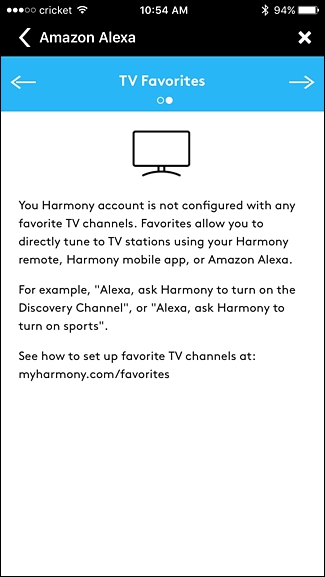 cricket 10:54 AM 94%
Amazon Alexa
TV Favorites
You Harmony account is not configured with any
favorite TV channels. Favorites allow you to
directly tune to TV stations using your Harmony
remote, Harmony mobile app, or Amazon Alexa.
For example, "Alexa, ask Harmony to turn on the
Discovery Channel", or "Alexa, ask Harmony to
turn on sports".
See how to set up favorite TV channels at:
myharmony.com/favorites